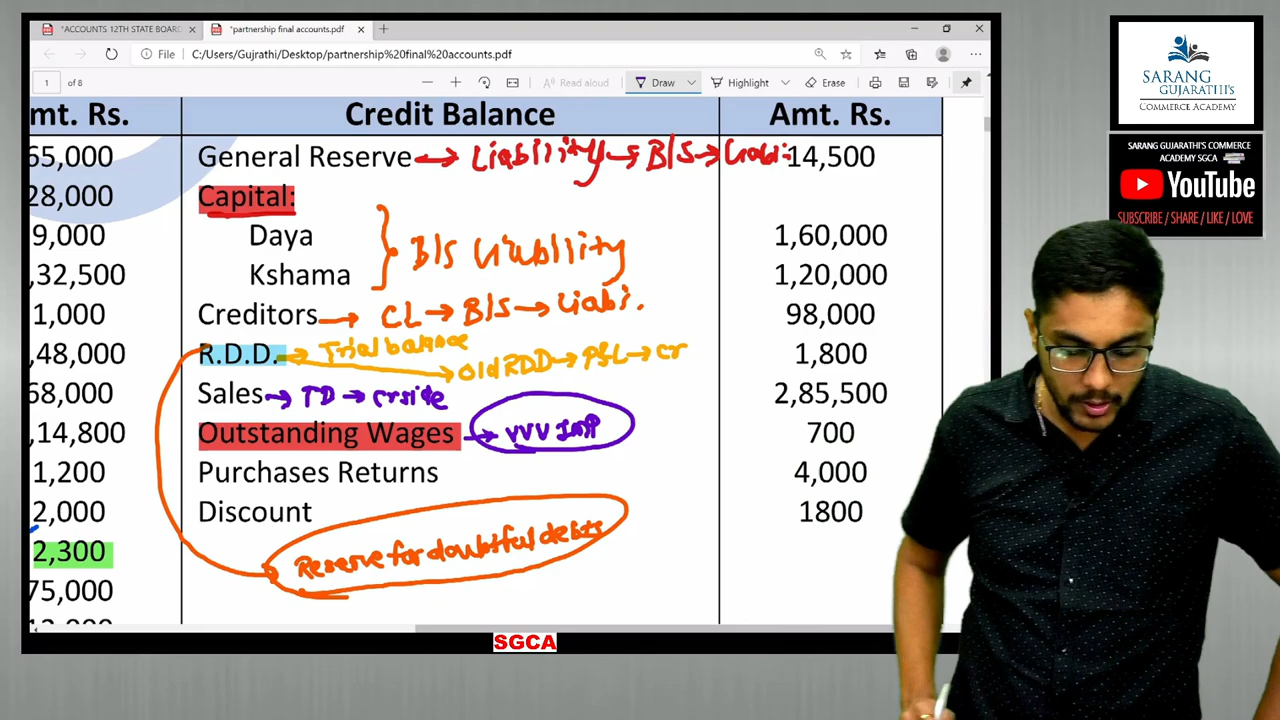 "ACCOUNTS 12TH STATE BOARD
"partnership final accounts.pdf
File C:/Users/Gujrathi/Desktop/partnership%20final%20accounts.pdf
1 of 8 Read aloud Draw Highlight Erase
mt. Rs. Credit Balance Amt. Rs.
65,000 General Reserve → Liability → B/S → Liabi. 14,500
28,000 Capital:
9,000 Daya 1,60,000
B/S Liability
,32,500 Kshama 1,20,000
1,000 Creditors → CL → B/S → Liabi. 98,000
,48,000 R.D.D. → Trial balance 1,800
Old RDD → P&L → cr
68,000 Sales → TD → cr side 2,85,500
,14,800 Outstanding Wages → VVV IMP 700
1,200 Purchases Returns 4,000
2,000 Discount 1800
2,300 Reserve for doubtful debts
75,000
SGCA
SARANG
GUJARATHI'S
COMMERCE ACADEMY
SARANG GUJARATHI'S COMMERCE
ACADEMY SGCA
YouTube
SUBSCRIBE / SHARE / LIKE / LOVE